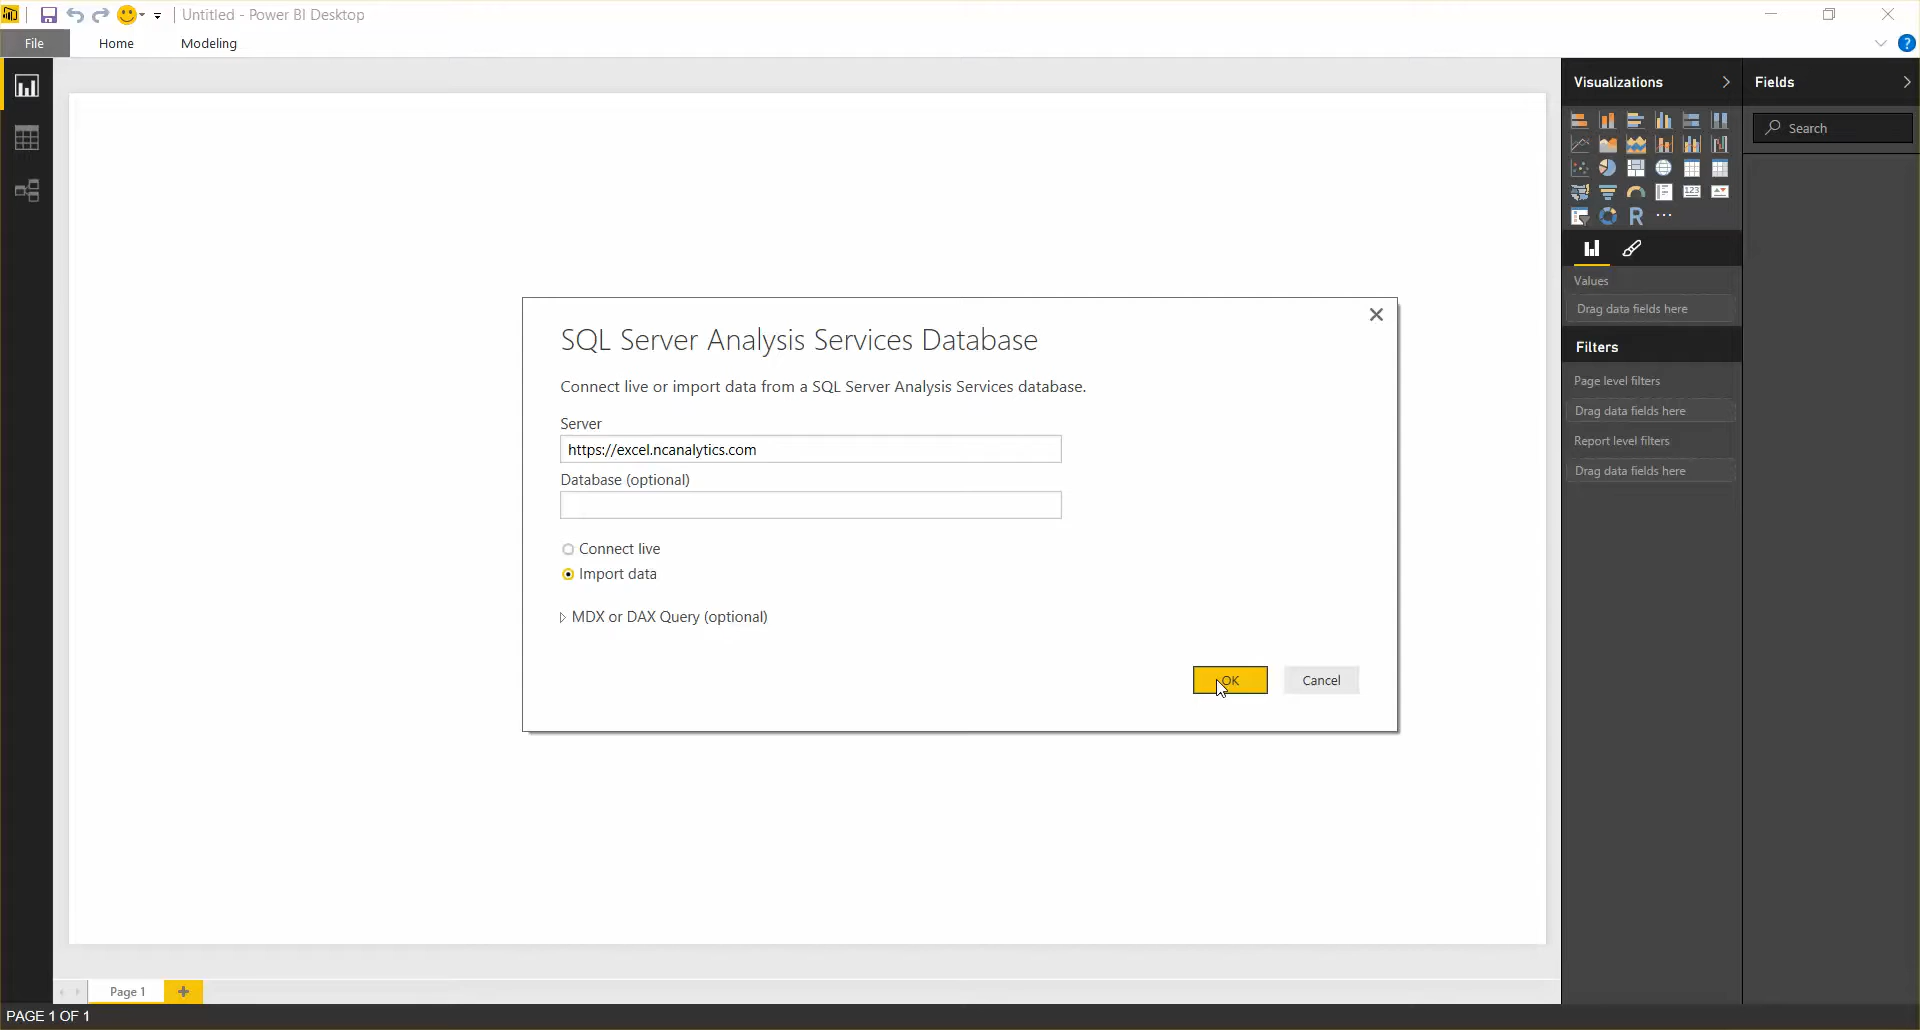 Untitled - Power BI Desktop
File Home Modeling
?
Visualizations
Fields
Search
123
R
Values
Drag data fields here
Filters
Page level filters
Drag data fields here
Report level filters
Drag data fields here
SQL Server Analysis Services Database
Connect live or import data from a SQL Server Analysis Services database.
Server
https://excel.ncanalytics.com
Database (optional)
Connect live
Import data
MDX or DAX Query (optional)
OK Cancel
Page 1
PAGE 1 OF 1